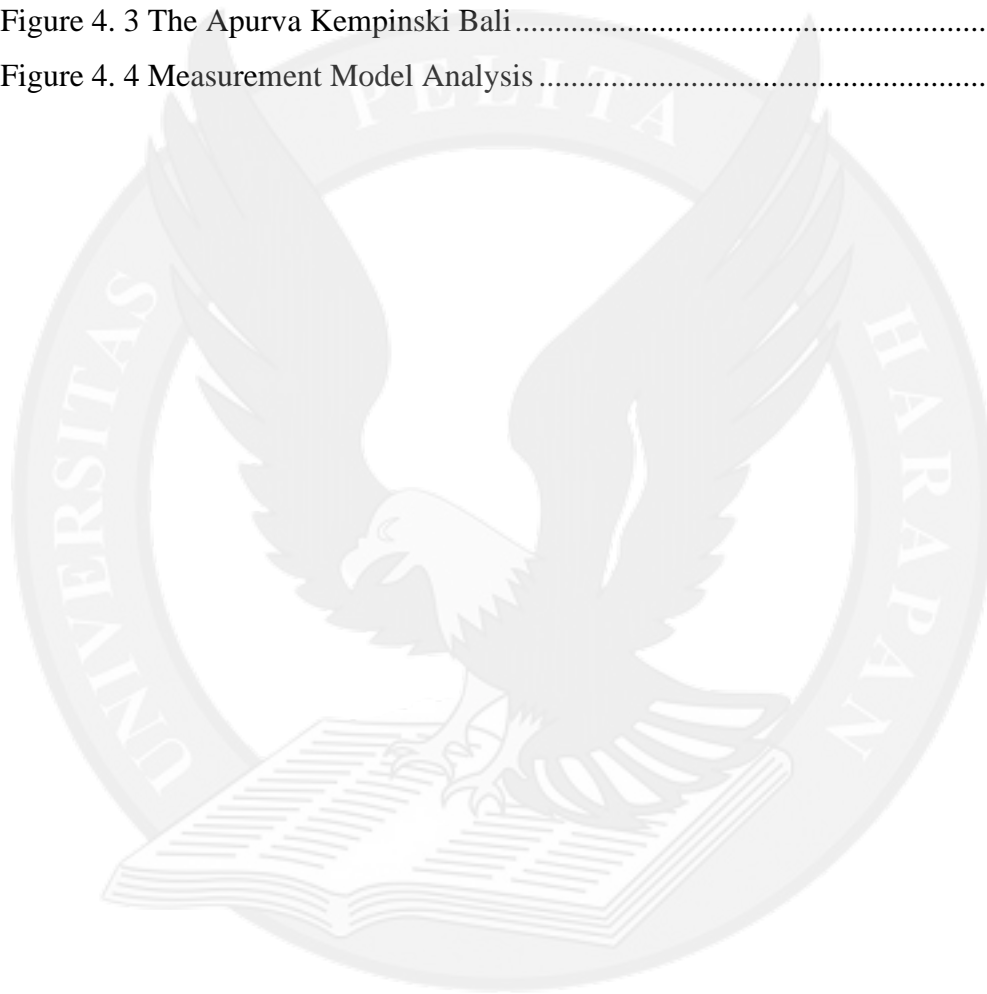 Figure 4. 3 The Apurva Kempinski Bali........................................................
Figure 4. 4 Measurement Model Analysis .....................................................
UNIVERSITAS PELITA HARAPAN